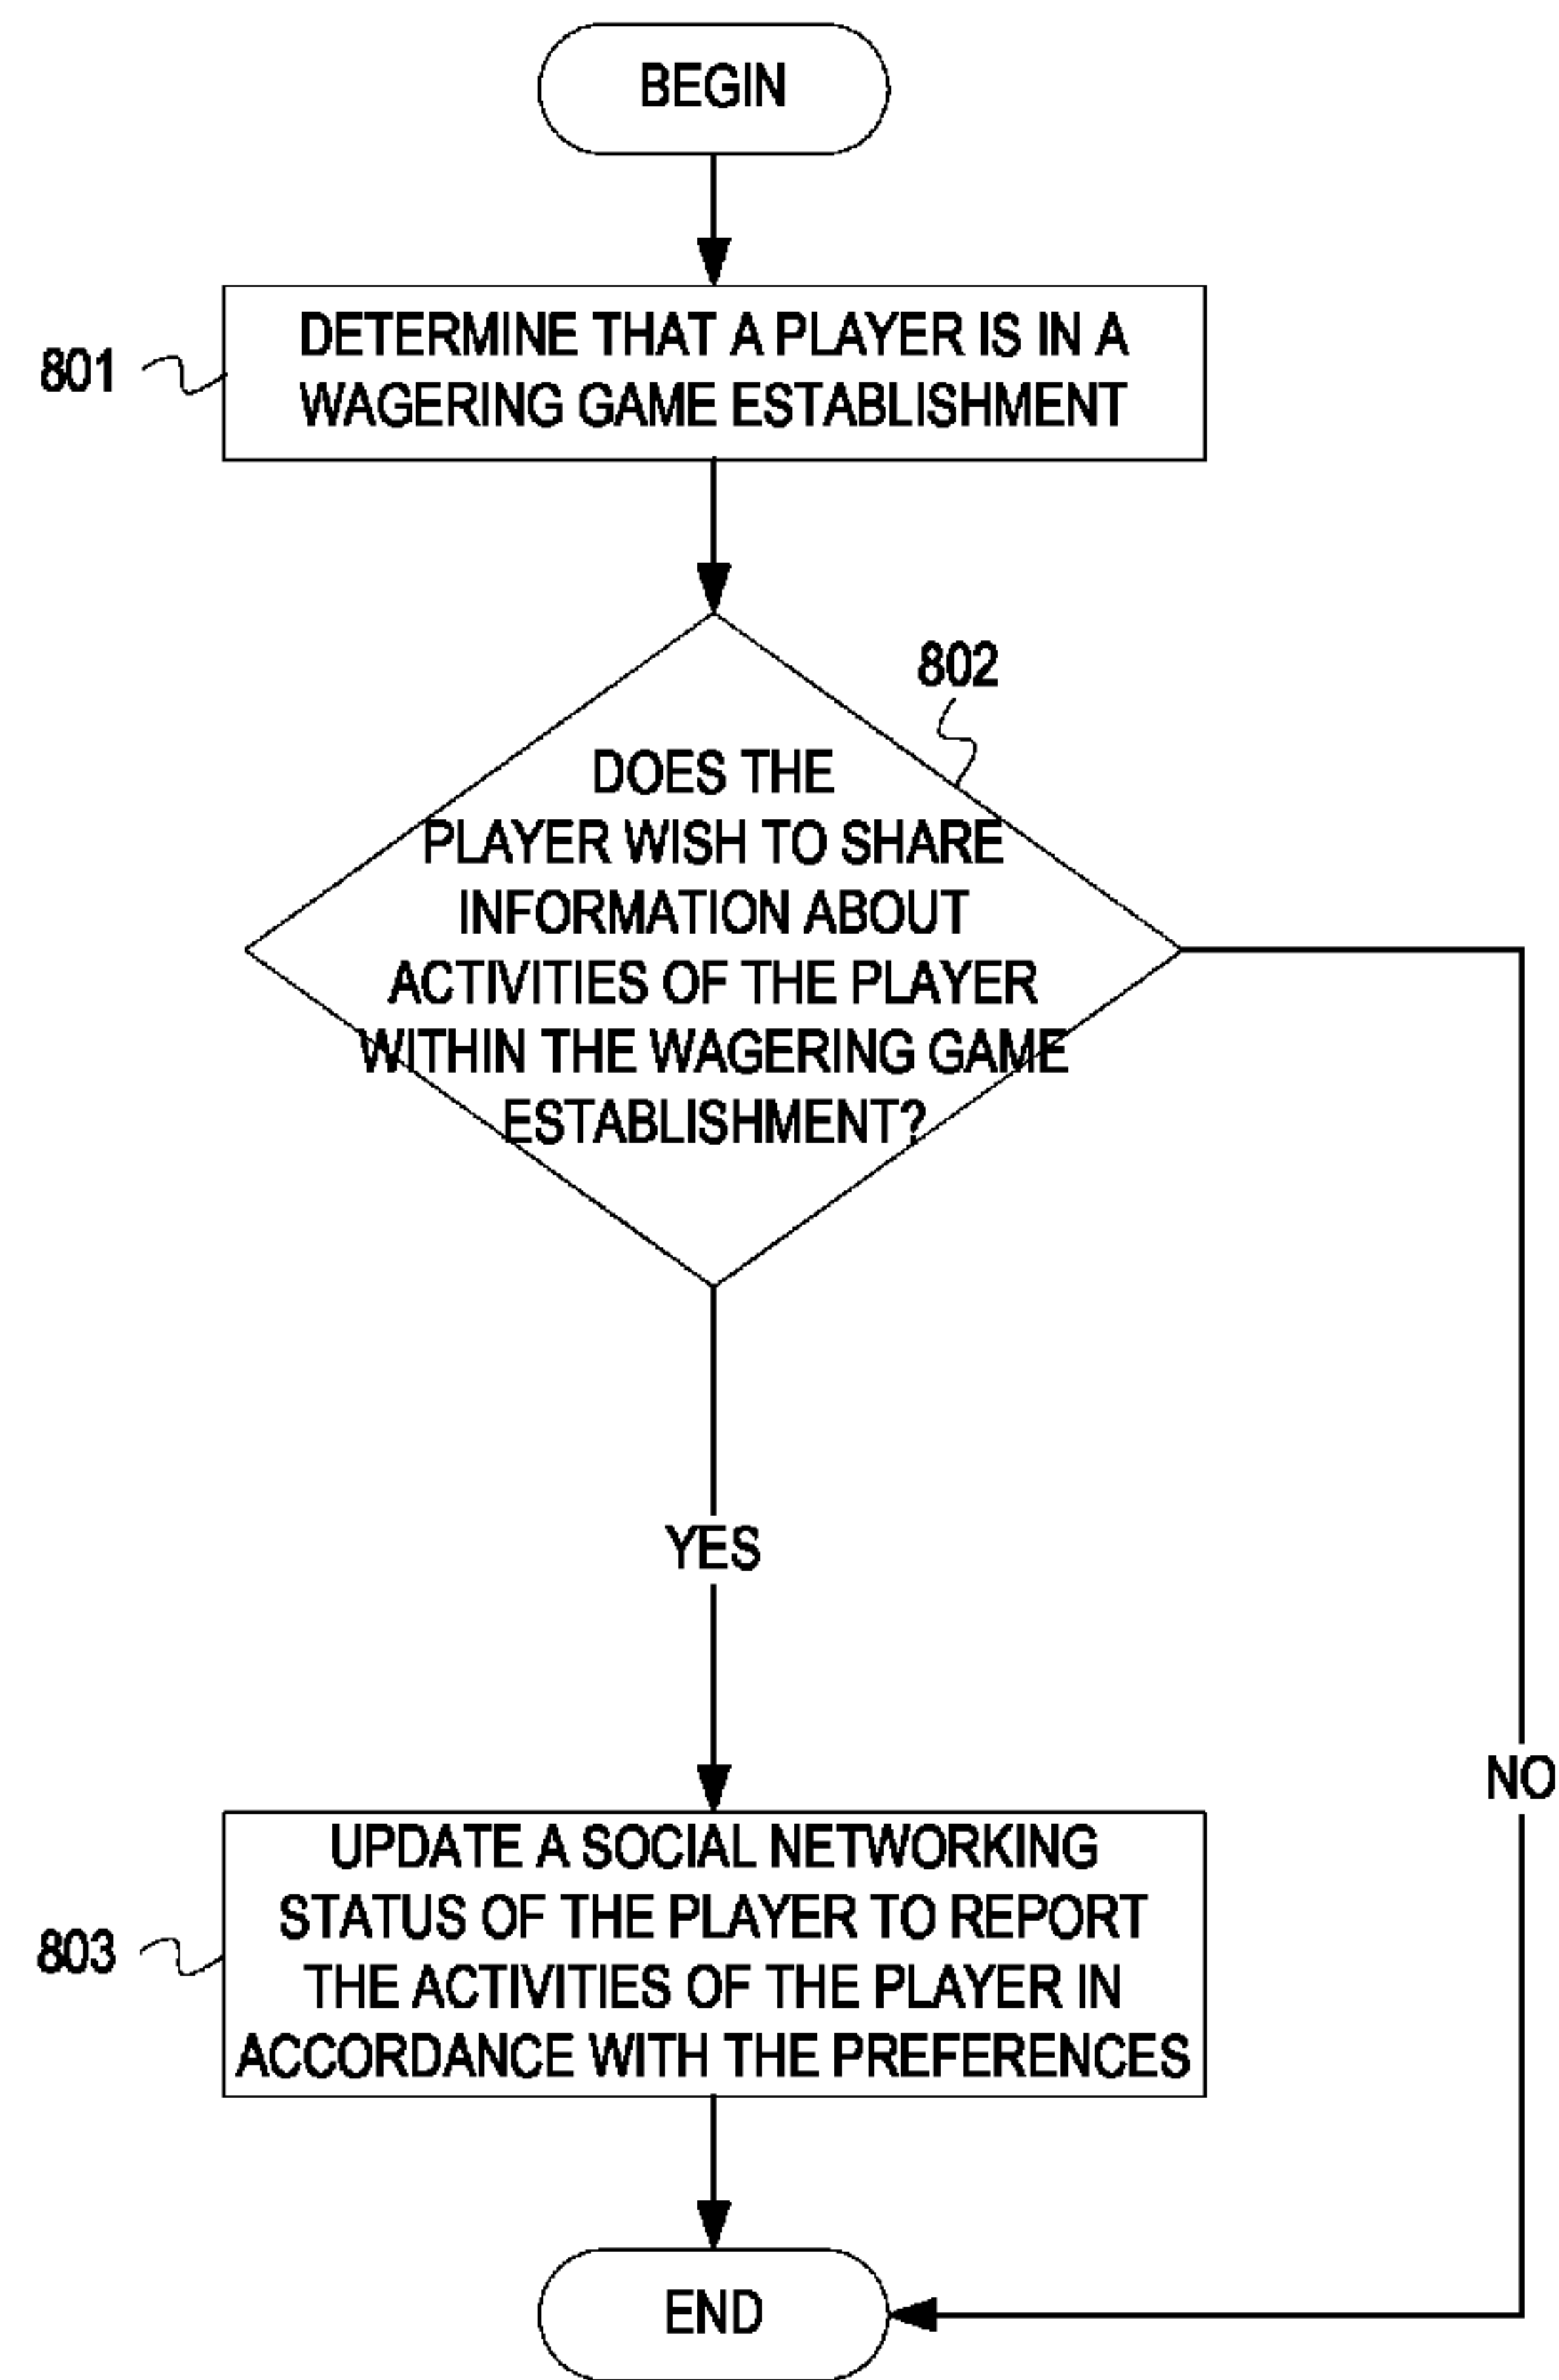 BEGIN
801
DETERMINE THAT A PLAYER IS IN A
WAGERING GAME ESTABLISHMENT
802
DOES THE
PLAYER WISH TO SHARE
INFORMATION ABOUT
ACTIVITIES OF THE PLAYER
WITHIN THE WAGERING GAME
ESTABLISHMENT?
YES
NO
803
UPDATE A SOCIAL NETWORKING
STATUS OF THE PLAYER TO REPORT
THE ACTIVITIES OF THE PLAYER IN
ACCORDANCE WITH THE PREFERENCES
END